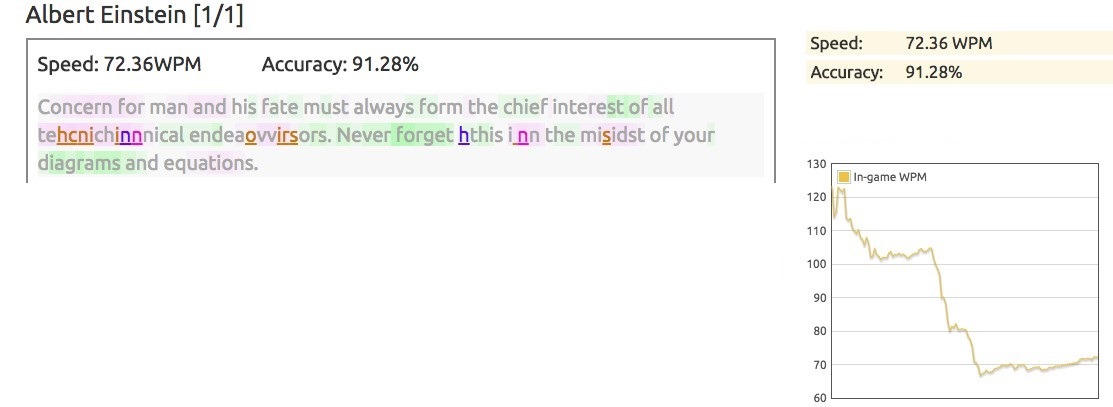 Albert Einstein [1/1]
Speed: 72.36WPM Accuracy: 91.28%
Concern for man and his fate must always form the chief interest of all
tehcnichinnnical endeaovvirsors. Never forget hthis i nn the misidst of your
diagrams and equations.
Speed: 72.36 WPM
Accuracy: 91.28%
In-game WPM
130
120
110
100
90
80
70
60